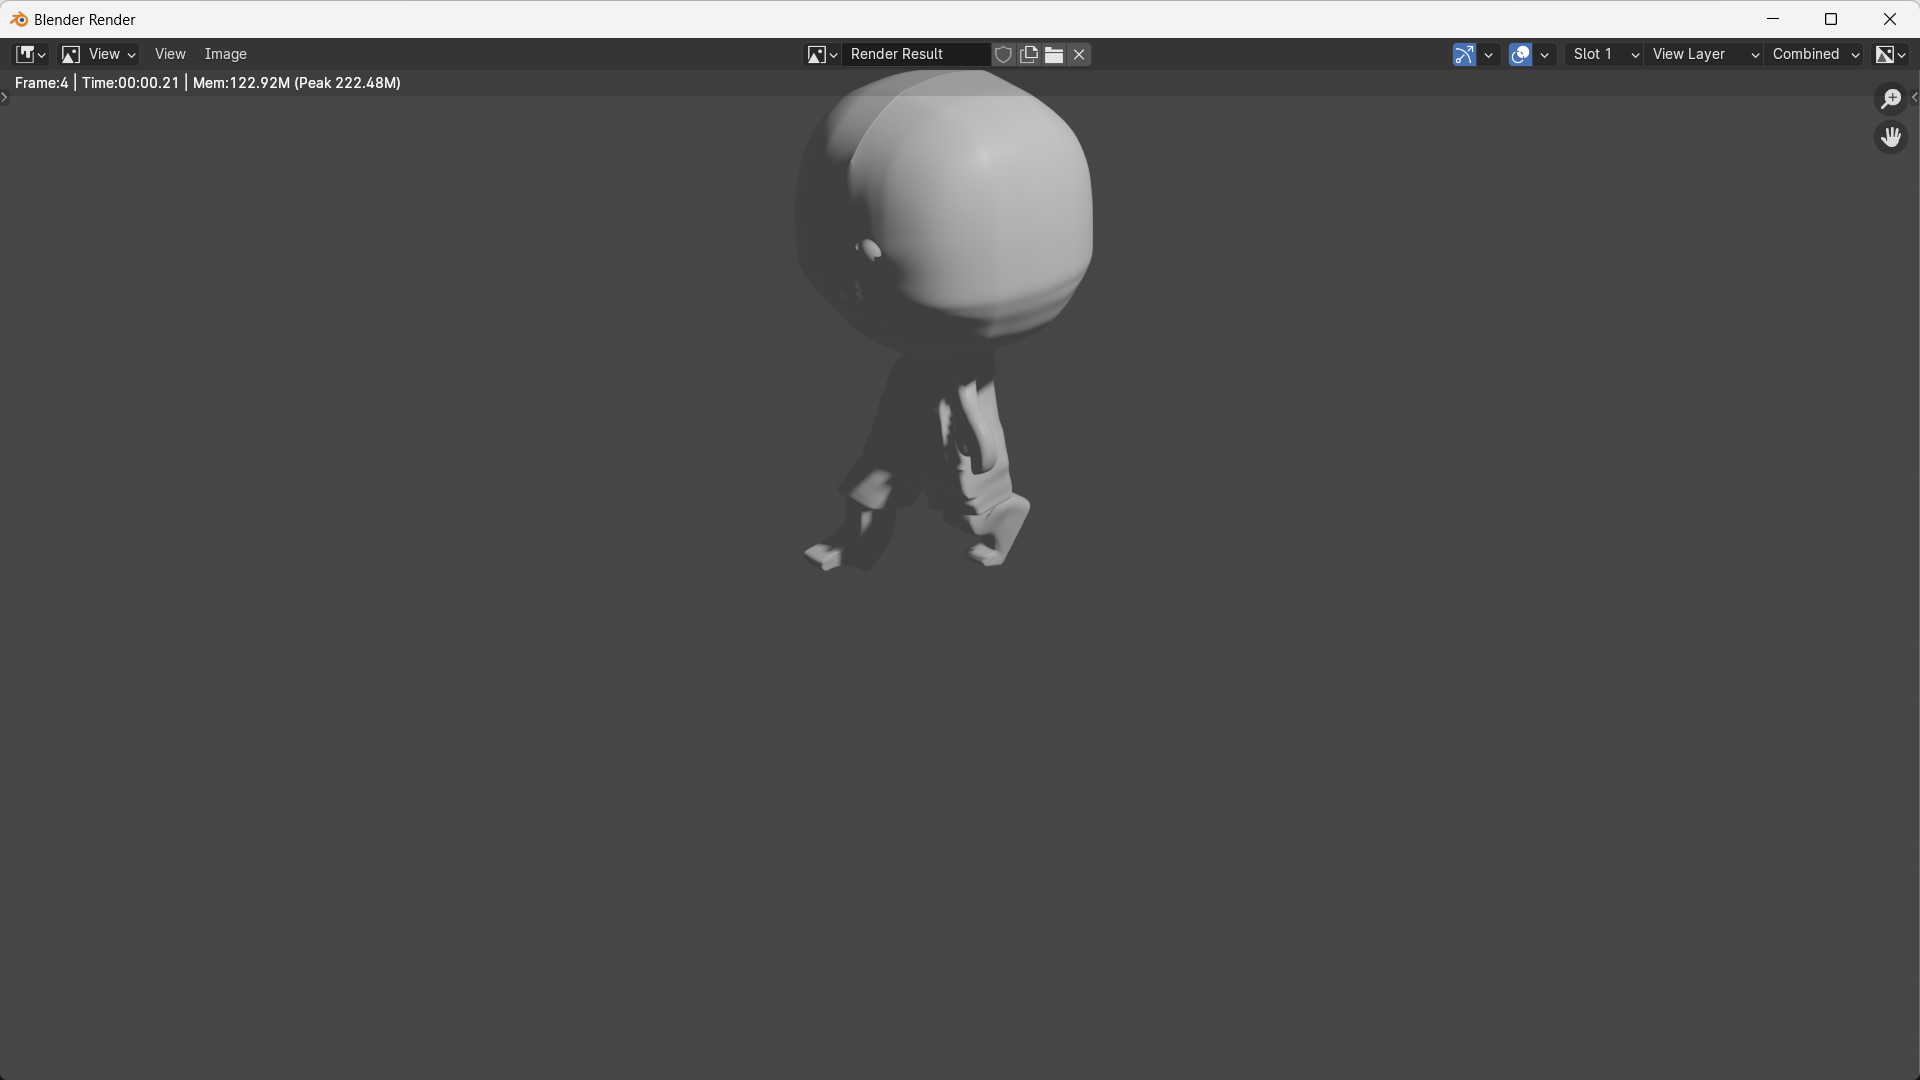 Blender Render
View View Image Render Result Slot 1 View Layer Combined
Frame:4 | Time:00:00.21 | Mem:122.92M (Peak 222.48M)